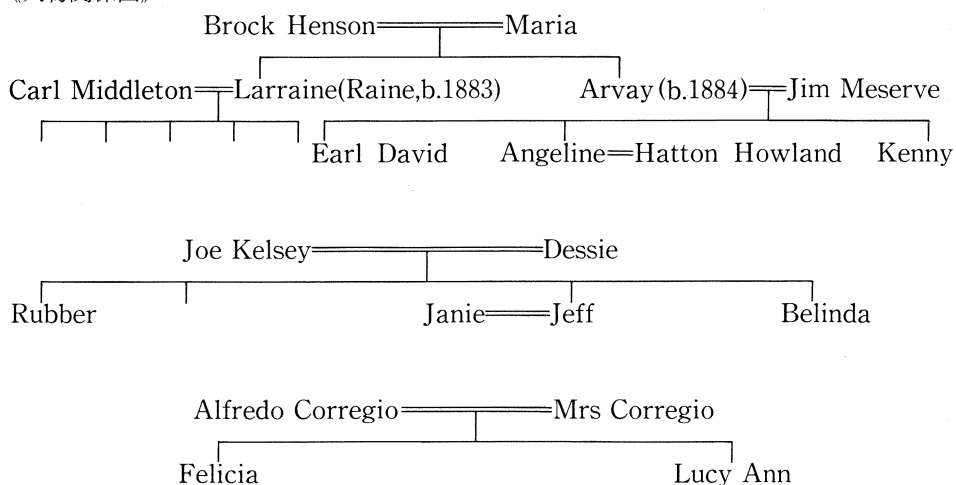 Brock Henson Maria
Carl Middleton Larraine(Raine,b.1883) Arvay(b.1884) Jim Meserve
Earl David Angeline Hatton Howland Kenny
Joe Kelsey Dessie
Rubber Janie Jeff Belinda
Alfredo Corregio Mrs Corregio
Felicia Lucy Ann